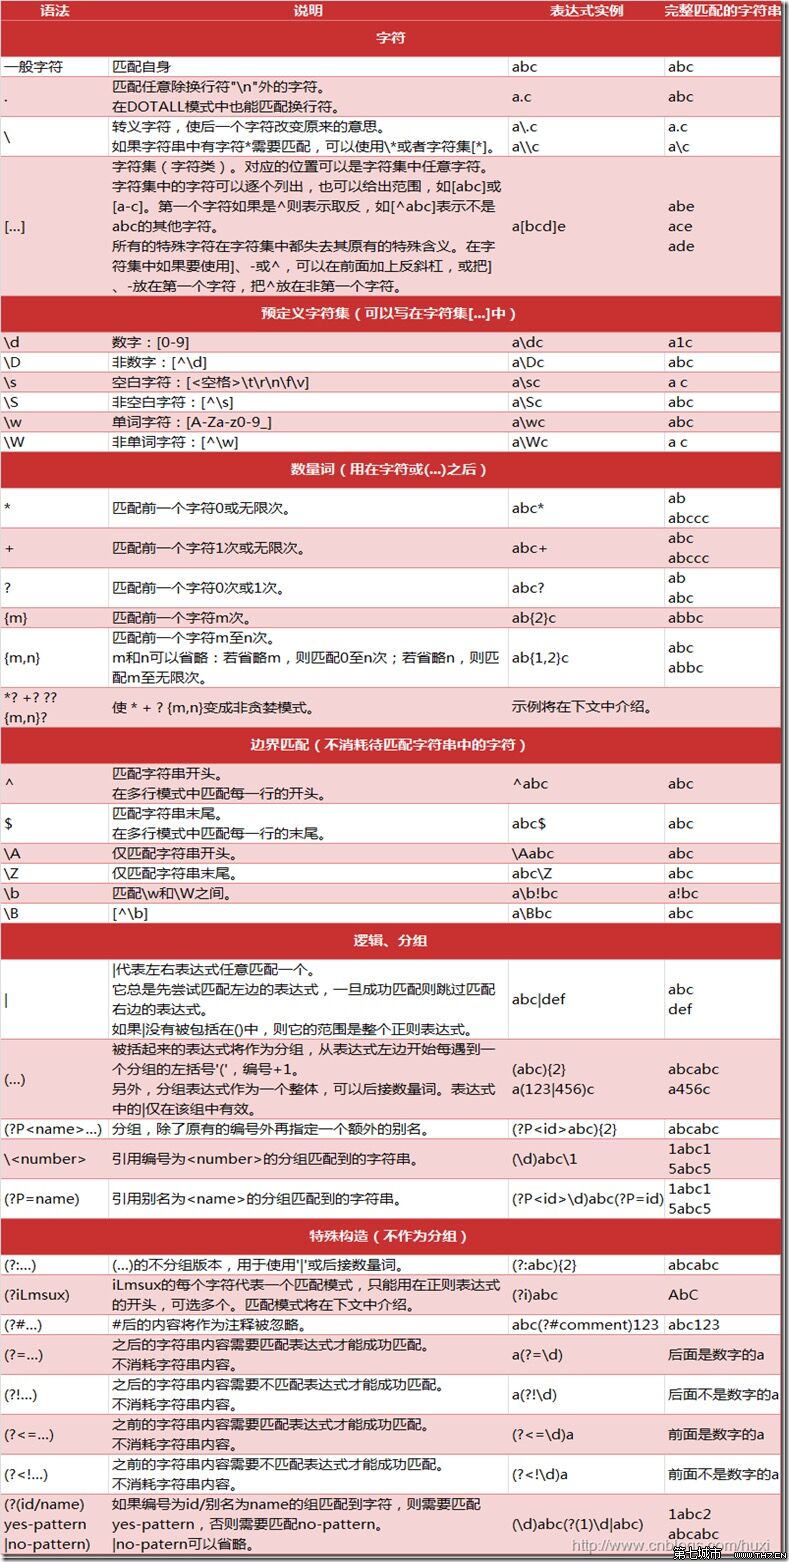 语法 说明 表达式实例 完整匹配的字符串
字符
一般字符 匹配自身 abc abc
. 匹配任意除换行符"\n"外的字符。 a.c abc
在DOTALL模式中也能匹配换行符。
\ 转义字符，使后一个字符改变原来的意思。 a\.c a.c
如果字符串中有字符*需要匹配，可以使用\*或者字符集[*]。 a\\c a\c
[...] 字符集（字符类）。对应的位置可以是字符集中任意字符。 a[bcd]e abe
字符集中的字符可以逐个列出，也可以给出范围，如[abc]或 ace
[a-c]。第一个字符如果是^则表示取反，如[^abc]表示不是 ade
abc的其他字符。
所有的特殊字符在字符集中都失去其原有的特殊含义。在字
符集中如果要使用]、-或^，可以在前面加上反斜杠，或把]
、-放在第一个字符，把^放在非第一个字符。
预定义字符集（可以写在字符集[...]中）
\d 数字：[0-9] a\dc a1c
\D 非数字：[^\d] a\Dc abc
\s 空白字符：[<空格>\t\r\n\f\v] a\sc a c
\S 非空白字符：[^\s] a\Sc abc
\w 单词字符：[A-Za-z0-9_] a\wc abc
\W 非单词字符：[^\w] a\Wc a c
数量词（用在字符或(...)之后）
* 匹配前一个字符0或无限次。 abc* ab
abccc
+ 匹配前一个字符1次或无限次。 abc+ abc
abccc
? 匹配前一个字符0次或1次。 abc? ab
abc
{m} 匹配前一个字符m次。 ab{2}c abbc
{m,n} 匹配前一个字符m至n次。 ab{1,2}c abc
m和n可以省略：若省略m，则匹配0至n次；若省略n，则匹 abbc
配m至无限次。
*? +? ?? 使 * + ? {m,n}变成非贪婪模式。 示例将在下文中介绍。
{m,n}?
边界匹配（不消耗待匹配字符串中的字符）
^ 匹配字符串开头。 ^abc abc
在多行模式中匹配每一行的开头。
$ 匹配字符串末尾。 abc$ abc
在多行模式中匹配每一行的末尾。
\A 仅匹配字符串开头。 \Aabc abc
\Z 仅匹配字符串末尾。 abc\Z abc
\b 匹配\w和\W之间。 a\b!bc a!bc
\B [^\b] a\Bbc abc
逻辑、分组
| |代表左右表达式任意匹配一个。 abc|def abc
它总是先尝试匹配左边的表达式，一旦成功匹配则跳过匹配 def
右边的表达式。
如果|没有被包括在()中，则它的范围是整个正则表达式。
(...) 被括起来的表达式将作为分组，从表达式左边开始每遇到一 (abc){2} abcabc
个分组的左括号'('，编号+1。 a(123|456)c a456c
另外，分组表达式作为一个整体，可以后接数量词。表达式
中的|仅在该组中有效。
(?P<name>...) 分组，除了原有的编号外再指定一个额外的别名。 (?P<id>abc){2} abcabc
\<number> 引用编号为<number>的分组匹配到的字符串。 (\d)abc\1 1abc1
5abc5
(?P=name) 引用别名为<name>的分组匹配到的字符串。 (?P<id>\d)abc(?P=id) 1abc1
5abc5
特殊构造（不作为分组）
(?:...) (...)的不分组版本，用于使用'|'或后接数量词。 (?:abc){2} abcabc
(?iLmsux) iLmsux的每个字符代表一个匹配模式，只能用在正则表达式 (?i)abc AbC
的开头，可选多个。匹配模式将在下文中介绍。
(?#...) #后的内容将作为注释被忽略。 abc(?#comment)123 abc123
(?=...) 之后的字符串内容需要匹配表达式才能成功匹配。 a(?=\d) 后面是数字的a
不消耗字符串内容。
(?!...) 之后的字符串内容需要不匹配表达式才能成功匹配。 a(?!\d) 后面不是数字的a
不消耗字符串内容。
(?<=...) 之前的字符串内容需要匹配表达式才能成功匹配。 (?<=\d)a 前面是数字的a
不消耗字符串内容。
(?<!...) 之前的字符串内容需要不匹配表达式才能成功匹配。 (?<!\d)a 前面不是数字的a
不消耗字符串内容。
(?(id/name) 如果编号为id/别名为name的组匹配到字符，则需要匹配 (\d)abc(?(1)\d|abc) 1abc2
yes-pattern yes-pattern，否则需要匹配no-pattern。 abcabc
|no-pattern) |no-patern可以省略。
http://www.cnblogs.com/huxi
第七城市 www.TH7.CN